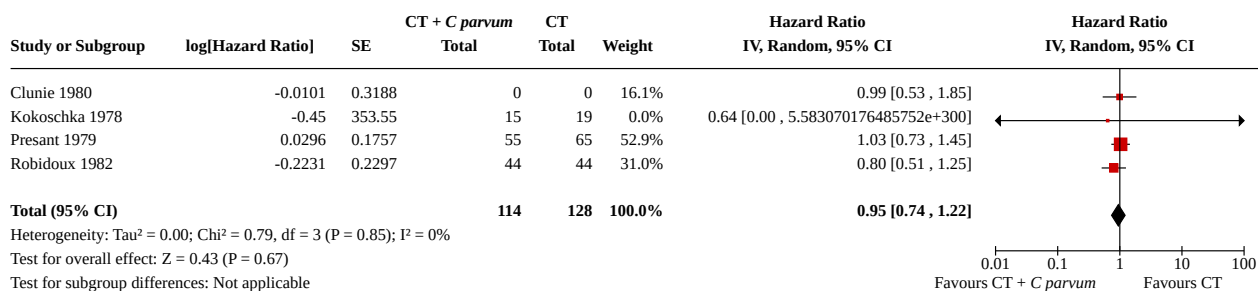 CT + C parvum CT Hazard Ratio Hazard Ratio
Study or Subgroup log[Hazard Ratio] SE Total Total Weight IV, Random, 95% CI IV, Random, 95% CI
Clunie 1980 -0.0101 0.3188 0 0 16.1% 0.99 [0.53 , 1.85]
Kokoschka 1978 -0.45 353.55 15 19 0.0% 0.64 [0.00 , 5.583070176485752e+300]
Presant 1979 0.0296 0.1757 55 65 52.9% 1.03 [0.73 , 1.45]
Robidoux 1982 -0.2231 0.2297 44 44 31.0% 0.80 [0.51 , 1.25]
Total (95% CI) 114 128 100.0% 0.95 [0.74 , 1.22]
Heterogeneity: Tau² = 0.00; Chi² = 0.79, df = 3 (P = 0.85); I² = 0%
Test for overall effect: Z = 0.43 (P = 0.67)
0.01 0.1 1 10 100
Test for subgroup differences: Not applicable
Favours CT + C parvum Favours CT